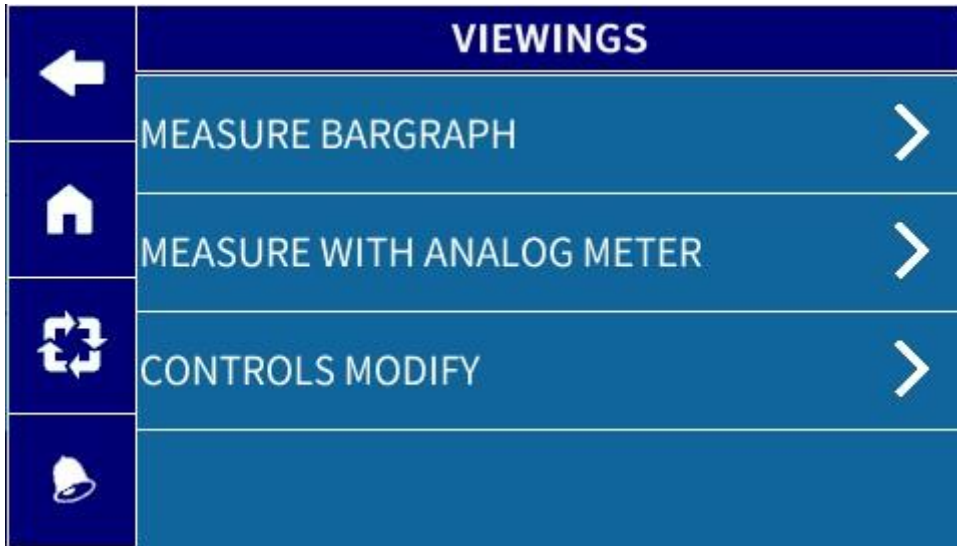 VIEWINGS
MEASURE BARGRAPH
MEASURE WITH ANALOG METER
CONTROLS MODIFY